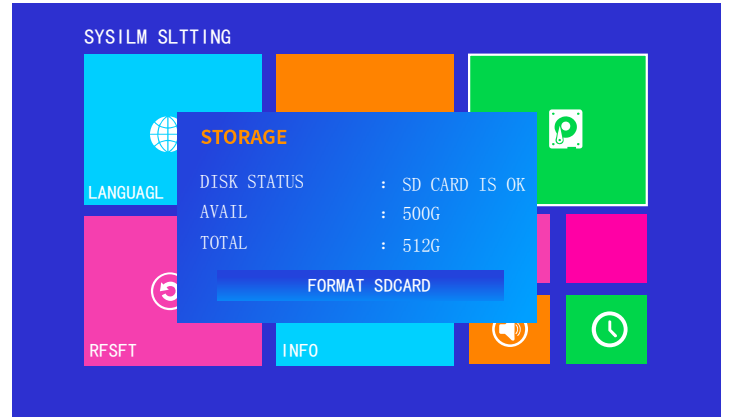 SYSILM SLTTING
LANGUAGL
STORAGE
DISK STATUS : SD CARD IS OK
AVAIL : 500G
TOTAL : 512G
FORMAT SDCARD
RFSFT
INFO